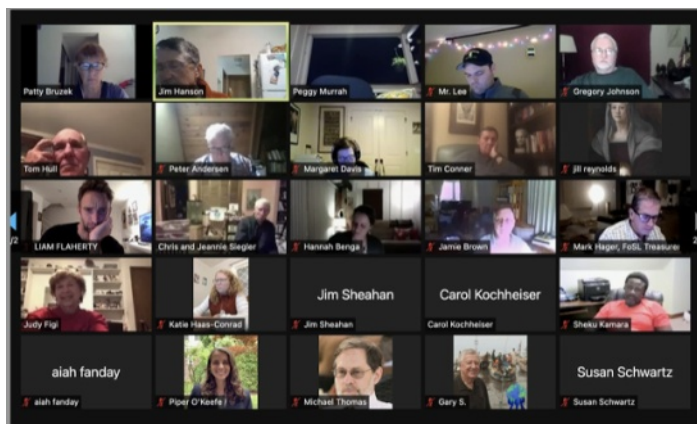 Patty Bruzek
Jim Hanson
Peggy Murrah
Mr. Lee
Gregory Johnson
Tom Hull
Peter Andersen
Margaret Davis
Tim Conner
jill reynolds
/2
LIAM FLAHERTY
Chris and Jeannie Siegler
Hannah Benga
Jamie Brown
Mark Hager, FoSL Treasurer
Judy Figi
Katie Haas-Conrad
Jim Sheahan
Jim Sheahan
Carol Kochheiser
Carol Kochheiser
Sheku Kamara
aiah fanday
aiah fanday
Piper O'Keefe
Michael Thomas
Gary S.
Susan Schwartz
Susan Schwartz